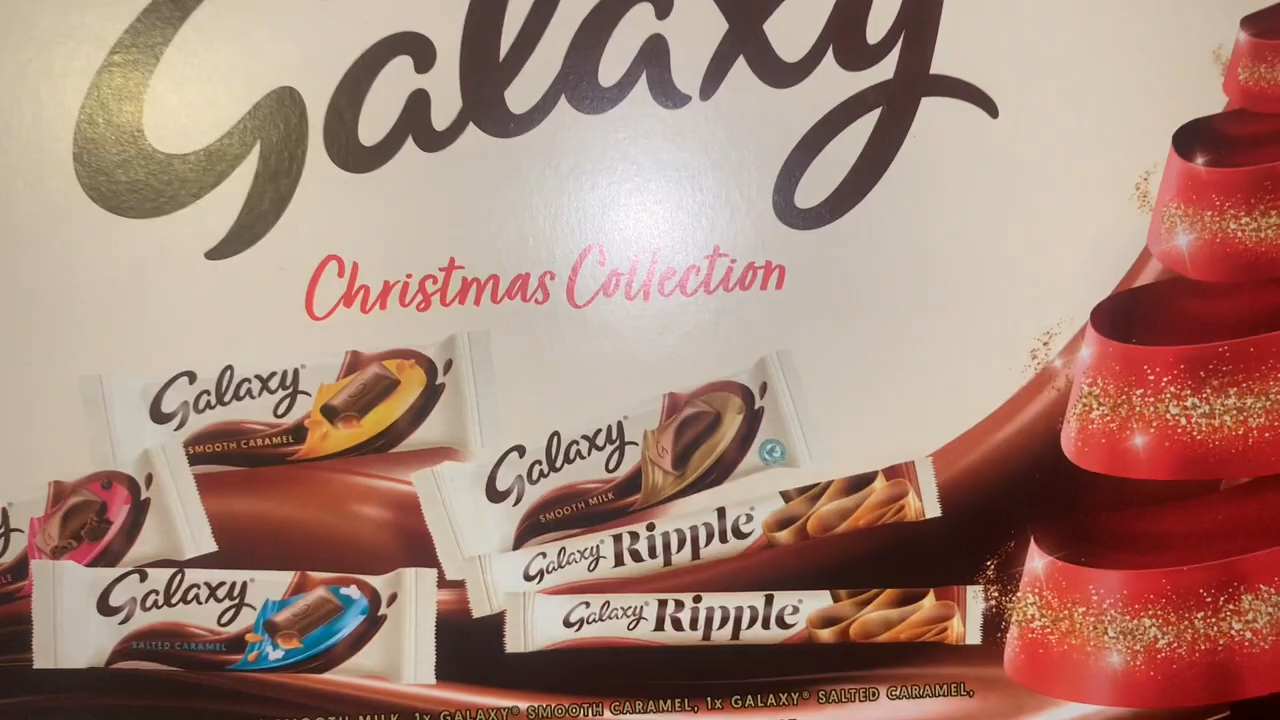 Galaxy
Christmas Collection
Galaxy®
SMOOTH CARAMEL
Galaxy®
SMOOTH MILK
Galaxy® Ripple®
Galaxy®
SALTED CARAMEL
Galaxy® Ripple®
SMOOTH MILK, 1x GALAXY® SMOOTH CARAMEL, 1x GALAXY® SALTED CARAMEL,